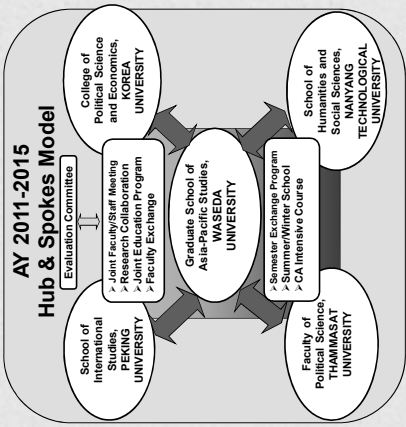 AY 2011-2015
Hub & Spokes Model
Evaluation Committee
School of
International
Studies,
PEKING
UNIVERSITY
➢ Joint Faculty/Staff Meeting
➢ Research Collaboration
➢ Joint Education Program
➢ Faculty Exchange
College of
Political Science
and Economics,
KOREA
UNIVERSITY
Graduate School of
Asia-Pacific Studies,
WASEDA
UNIVERSITY
Faculty of
Political Science,
THAMMASAT
UNIVERSITY
➢ Semester Exchange Program
➢ Summer/Winter School
➢ CA Intensive Course
School of
Humanities and
Social Sciences,
NANYANG
TECHNOLOGICAL
UNIVERSITY